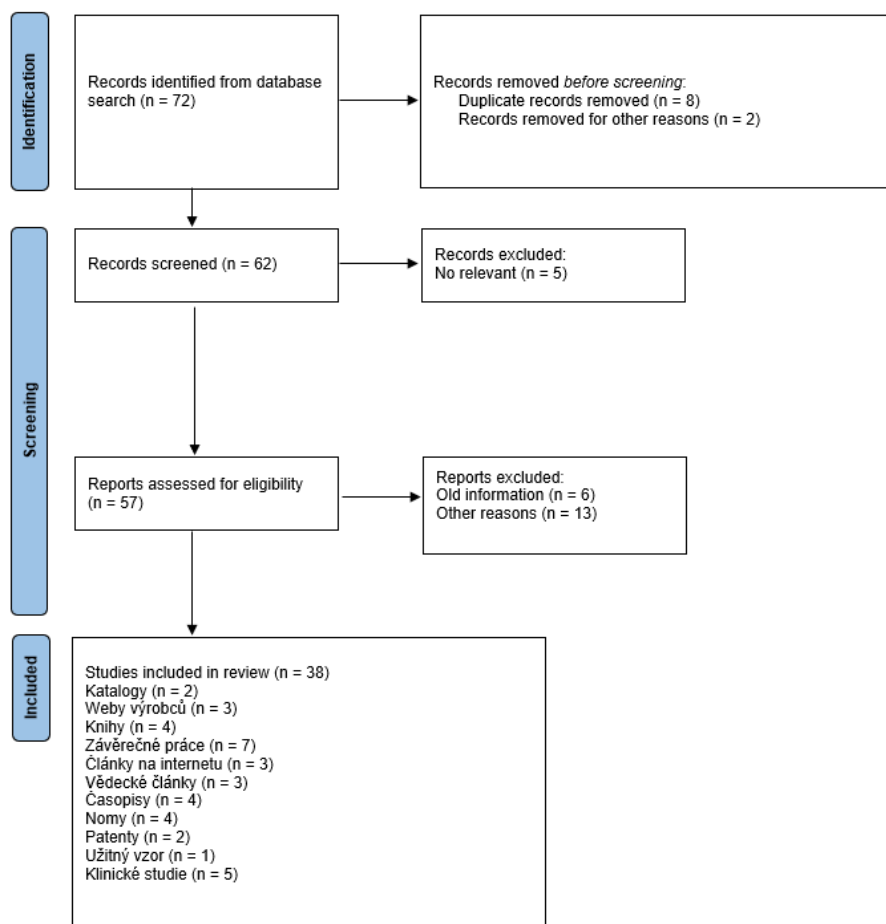 Identification
Records identified from database
search (n = 72)
Records removed before screening:
Duplicate records removed (n = 8)
Records removed for other reasons (n = 2)
Screening
Records screened (n = 62)
Records excluded:
No relevant (n = 5)
Reports assessed for eligibility
(n = 57)
Reports excluded:
Old information (n = 6)
Other reasons (n = 13)
Included
Studies included in review (n = 38)
Katalogy (n = 2)
Weby výrobců (n = 3)
Knihy (n = 4)
Závěrečné práce (n = 7)
Články na internetu (n = 3)
Vědecké články (n = 3)
Časopisy (n = 4)
Nomy (n = 4)
Patenty (n = 2)
Užitný vzor (n = 1)
Klinické studie (n = 5)